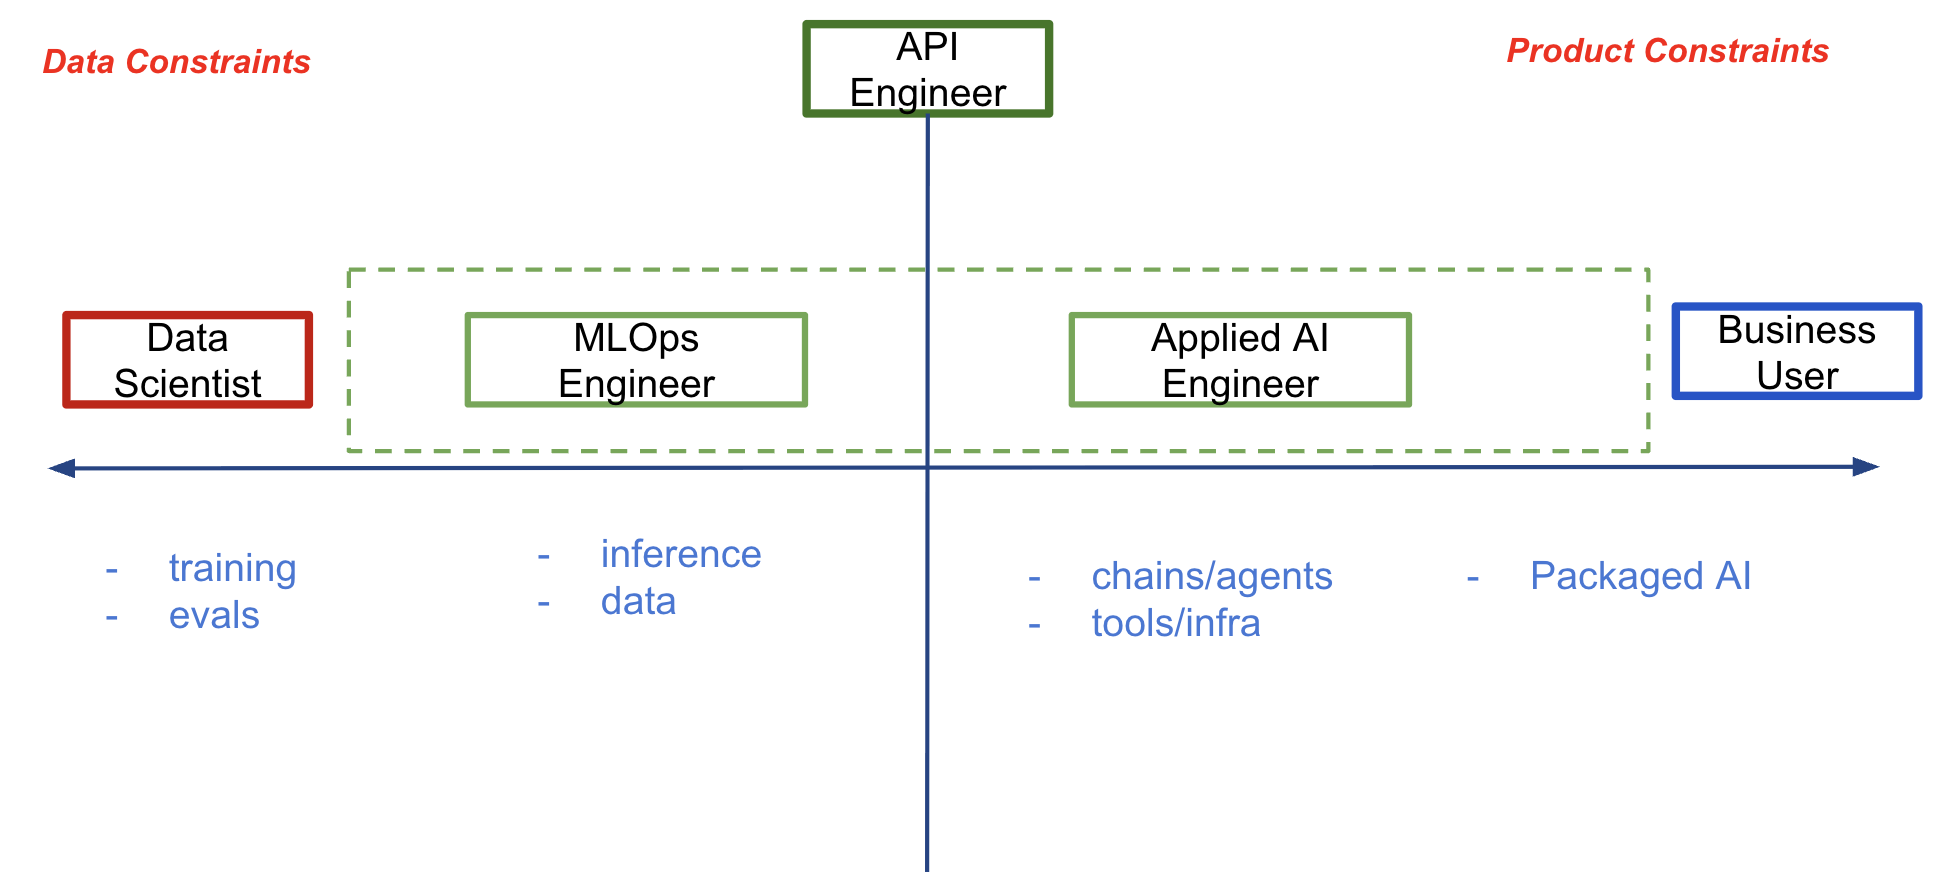 Data Constraints
API
Engineer
Product Constraints
Data
Scientist
MLOps
Engineer
Applied AI
Engineer
Business
User
- training
- evals
- inference
- data
- chains/agents
- tools/infra
- Packaged AI